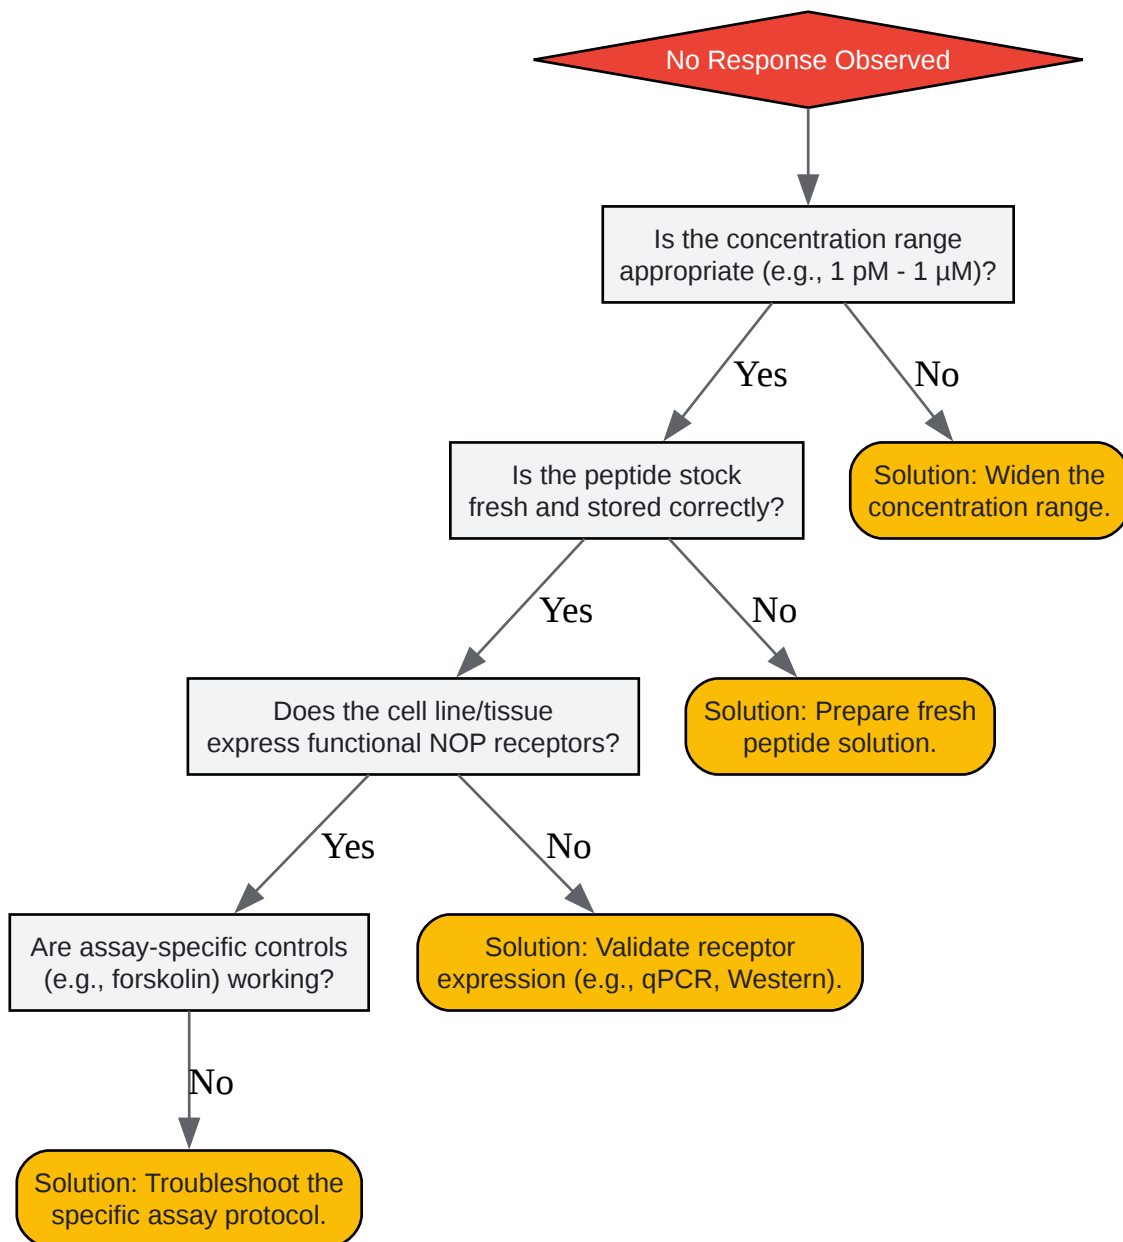 No Response Observed
Is the concentration range
appropriate (e.g., 1 pM - 1 µM)?
Yes
No
Is the peptide stock
fresh and stored correctly?
Solution: Widen the
concentration range.
Yes
No
Does the cell line/tissue
express functional NOP receptors?
Solution: Prepare fresh
peptide solution.
Yes
No
Are assay-specific controls
(e.g., forskolin) working?
Solution: Validate receptor
expression (e.g., qPCR, Western).
No
Solution: Troubleshoot the
specific assay protocol.